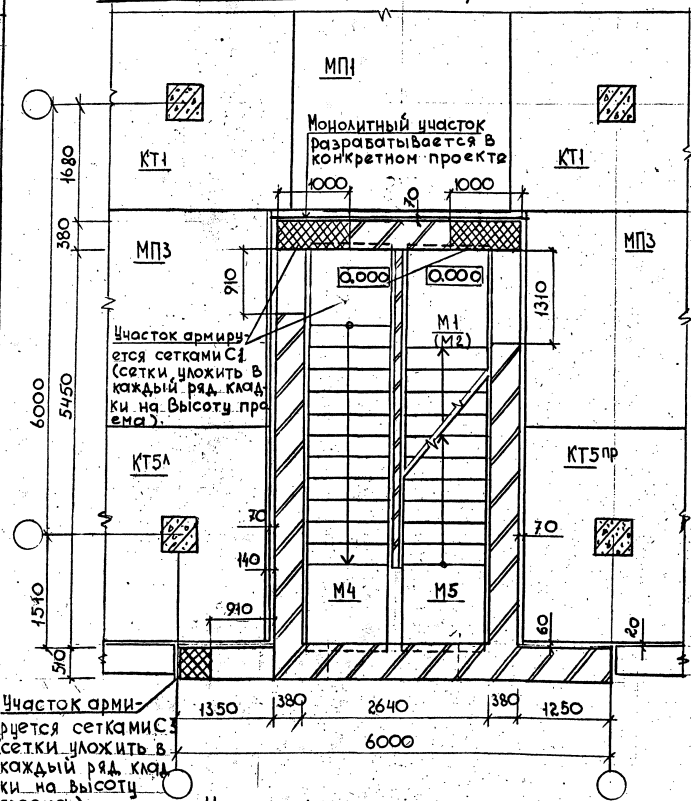 МП1
Монолитный участок
разрабатывается в
конкретном проекте
КТ1
КТ1
1680
1000
1000
70
380
МП3
МП3
910
0.000
0.000
1310
М1
(М2)
Участок армиру-
ется сетками С1
(сетки уложить в
каждый ряд клад-
ки на высоту про
ема).
6000
5450
КТ5л
КТ5пр
70
70
140
М4
М5
910
1510
60
20
510
Участок арми-
руется сетками С3
(сетки уложить в
каждый ряд клад
ки на высоту
1350
380
2640
380
1250
6000